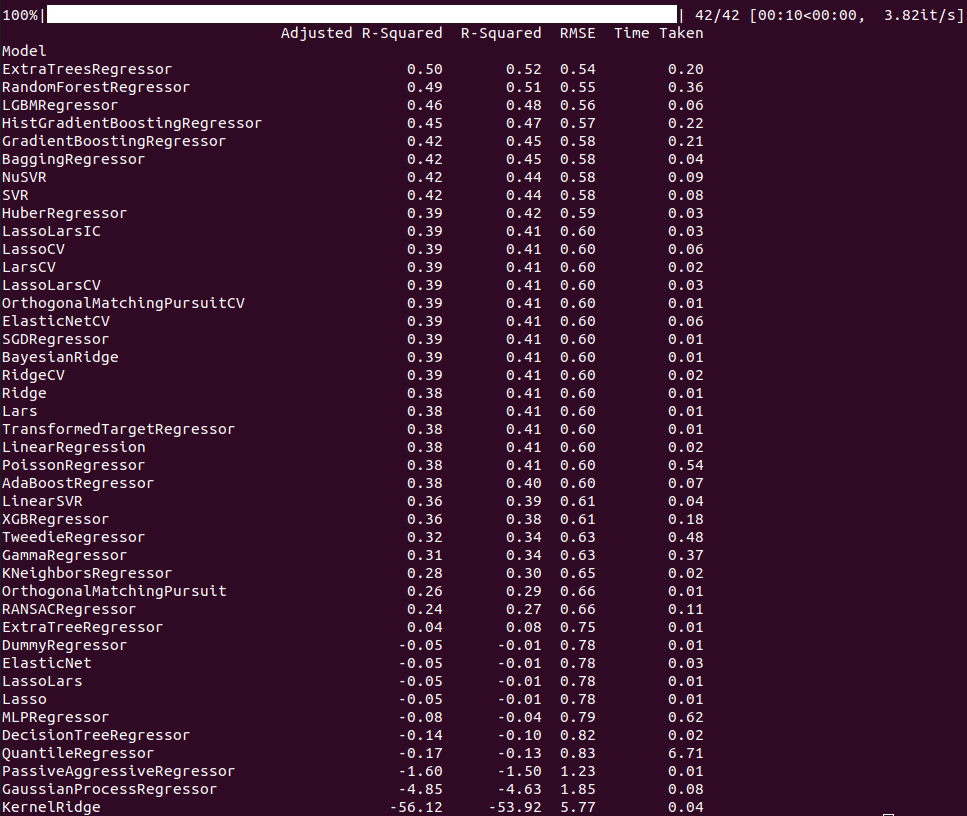 100%| | 42/42 [00:10<00:00, 3.82it/s]
Adjusted R-Squared R-Squared RMSE Time Taken
Model
ExtraTreesRegressor 0.50 0.52 0.54 0.20
RandomForestRegressor 0.49 0.51 0.55 0.36
LGBMRegressor 0.46 0.48 0.56 0.06
HistGradientBoostingRegressor 0.45 0.47 0.57 0.22
GradientBoostingRegressor 0.42 0.45 0.58 0.21
BaggingRegressor 0.42 0.45 0.58 0.04
NuSVR 0.42 0.44 0.58 0.09
SVR 0.42 0.44 0.58 0.08
HuberRegressor 0.39 0.42 0.59 0.03
LassoLarsIC 0.39 0.41 0.60 0.03
LassoCV 0.39 0.41 0.60 0.06
LarsCV 0.39 0.41 0.60 0.02
LassoLarsCV 0.39 0.41 0.60 0.03
OrthogonalMatchingPursuitCV 0.39 0.41 0.60 0.01
ElasticNetCV 0.39 0.41 0.60 0.06
SGDRegressor 0.39 0.41 0.60 0.01
BayesianRidge 0.39 0.41 0.60 0.01
RidgeCV 0.39 0.41 0.60 0.02
Ridge 0.38 0.41 0.60 0.01
Lars 0.38 0.41 0.60 0.01
TransformedTargetRegressor 0.38 0.41 0.60 0.01
LinearRegression 0.38 0.41 0.60 0.02
PoissonRegressor 0.38 0.41 0.60 0.54
AdaBoostRegressor 0.38 0.40 0.60 0.07
LinearSVR 0.36 0.39 0.61 0.04
XGBRegressor 0.36 0.38 0.61 0.18
TweedieRegressor 0.32 0.34 0.63 0.48
GammaRegressor 0.31 0.34 0.63 0.37
KNeighborsRegressor 0.28 0.30 0.65 0.02
OrthogonalMatchingPursuit 0.26 0.29 0.66 0.01
RANSACRegressor 0.24 0.27 0.66 0.11
ExtraTreeRegressor 0.04 0.08 0.75 0.01
DummyRegressor -0.05 -0.01 0.78 0.01
ElasticNet -0.05 -0.01 0.78 0.03
LassoLars -0.05 -0.01 0.78 0.01
Lasso -0.05 -0.01 0.78 0.01
MLPRegressor -0.08 -0.04 0.79 0.62
DecisionTreeRegressor -0.14 -0.10 0.82 0.02
QuantileRegressor -0.17 -0.13 0.83 6.71
PassiveAggressiveRegressor -1.60 -1.50 1.23 0.01
GaussianProcessRegressor -4.85 -4.63 1.85 0.08
KernelRidge -56.12 -53.92 5.77 0.04